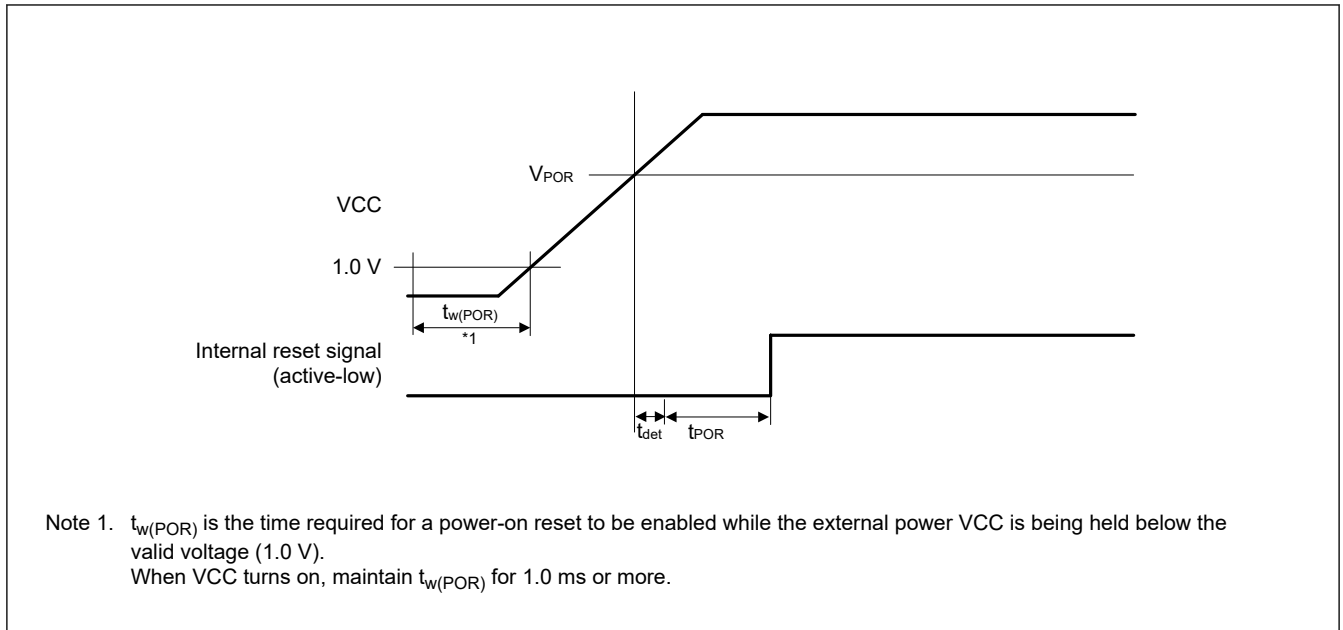 VPOR
VCC
1.0 V
tw(POR)
*1
Internal reset signal
(active-low)
tdet
tPOR
Note 1. tw(POR) is the time required for a power-on reset to be enabled while the external power VCC is being held below the
valid voltage (1.0 V).
When VCC turns on, maintain tw(POR) for 1.0 ms or more.